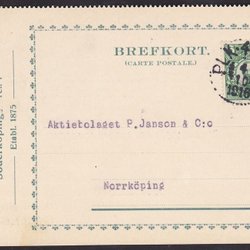 BREFKORT.
(CARTE POSTALE.)
Aktiebolaget P.Janson & C:o
Norrköping
Etabl. 1875